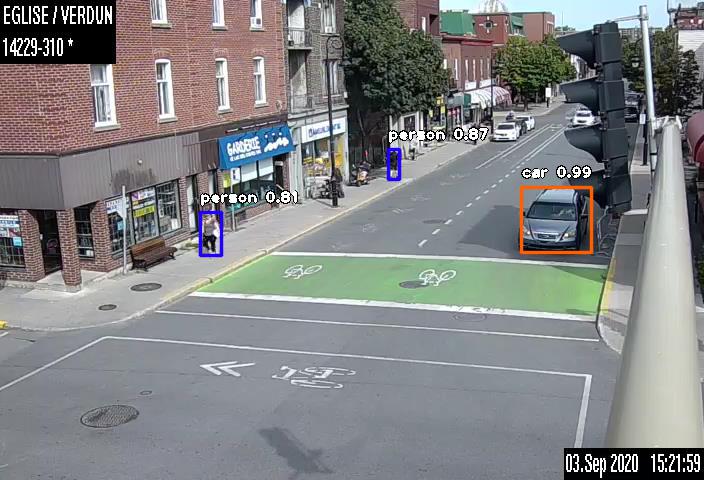 EGLISE / VERDUN
14229-310 *
person 0.87
car 0.99
person 0.81
GARDERIE
03.Sep 2020 15:21:59